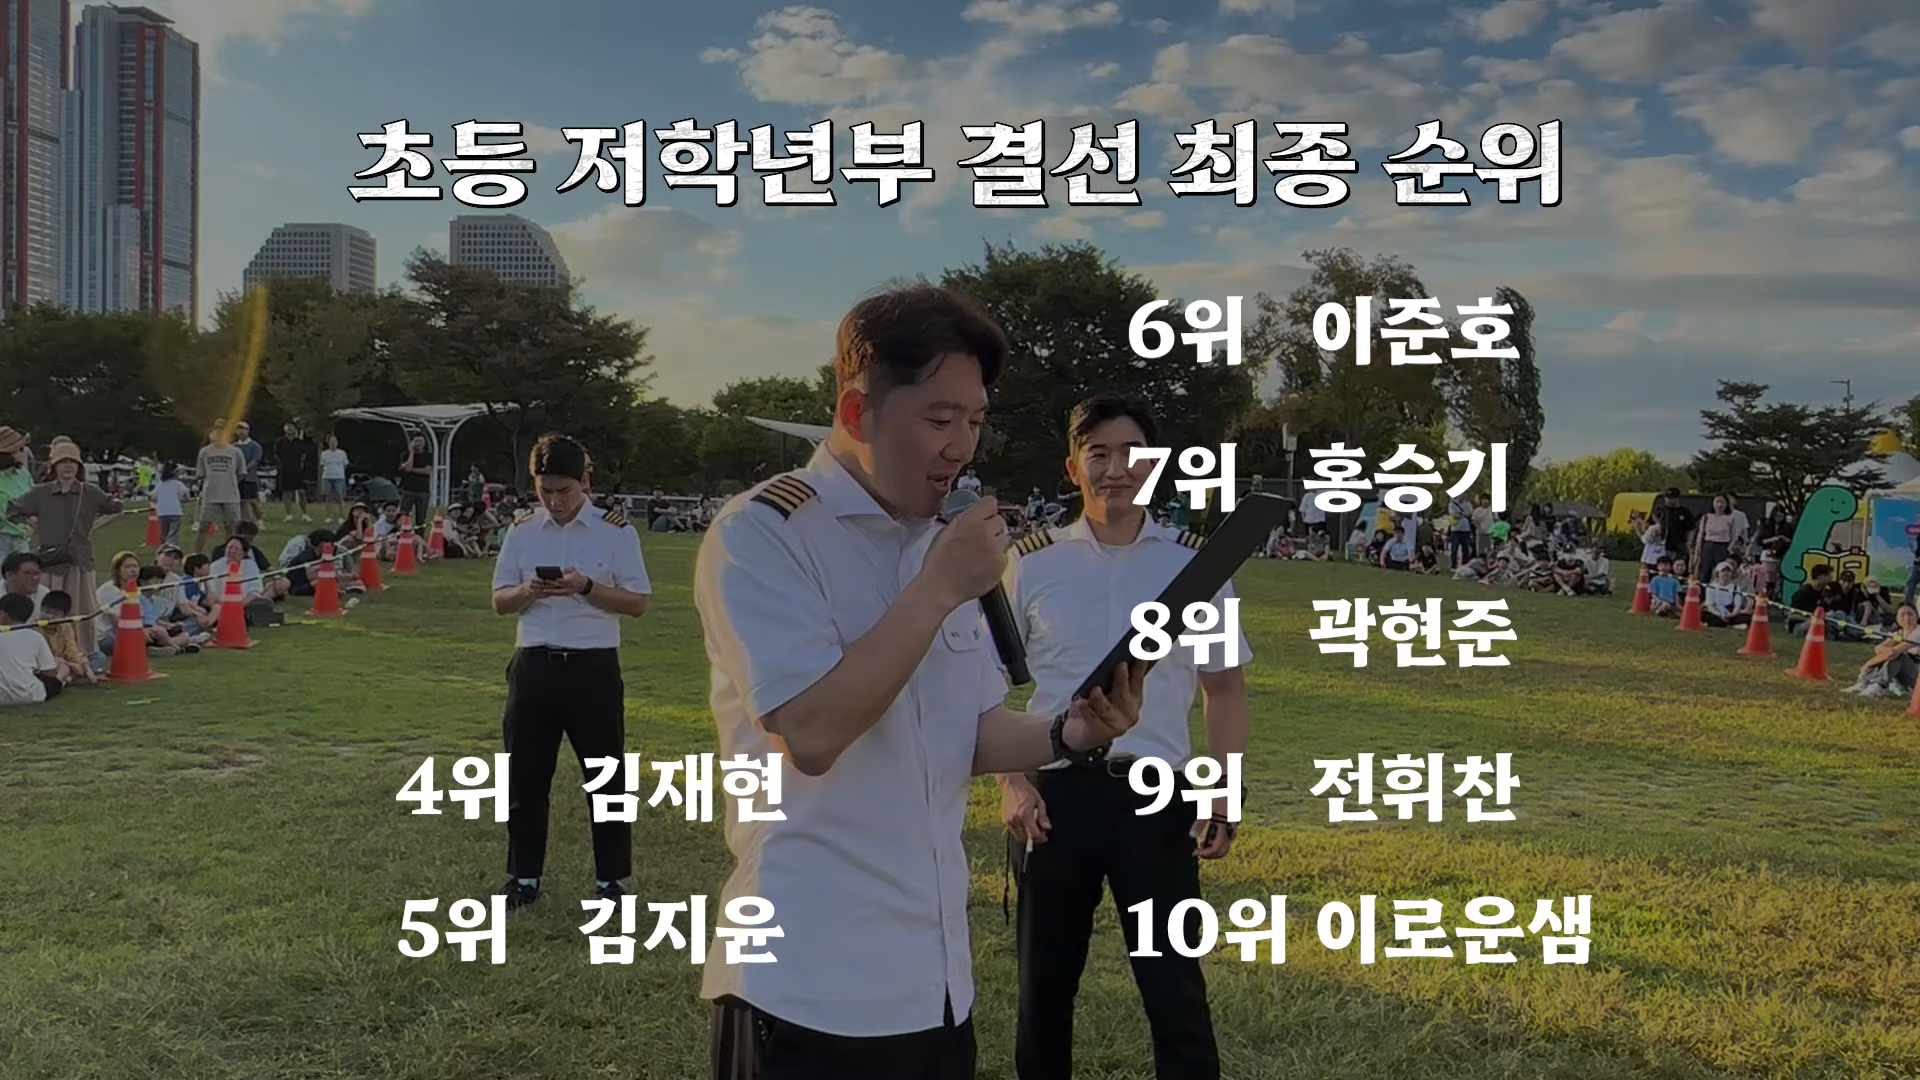 초등 저학년부 결선 최종 순위
4위 김재현
5위 김지윤
6위 이준호
7위 홍승기
8위 곽현준
9위 전휘찬
10위 이로운샘